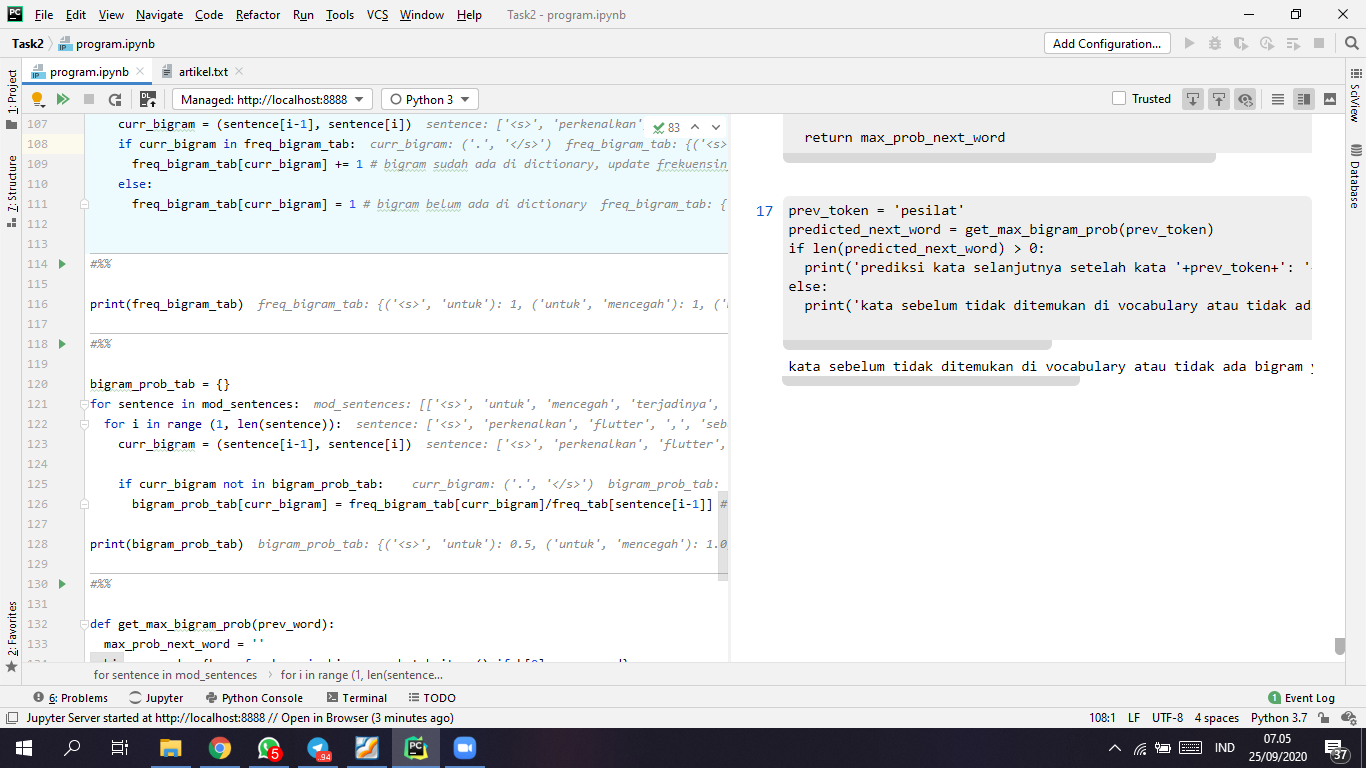 File Edit View Navigate Code Refactor Run Tools VCS Window Help Task2 - program.ipynb
Task2 program.ipynb Add Configuration...
program.ipynb artikel.txt
Managed: http://localhost:8888 Python 3 Trusted
107 curr_bigram = (sentence[i-1], sentence[i]) sentence: ['<s>', 'perkenalkan' 83
108 if curr_bigram in freq_bigram_tab: curr_bigram: ('.', '</s>') freq_bigram_tab: {('<s>
109 freq_bigram_tab[curr_bigram] += 1 # bigram sudah ada di dictionary, update frekuensin
110 else:
111 freq_bigram_tab[curr_bigram] = 1 # bigram belum ada di dictionary freq_bigram_tab: {
112
113
114 #%%
115
116 print(freq_bigram_tab) freq_bigram_tab: {('<s>', 'untuk'): 1, ('untuk', 'mencegah'): 1, ('
117
118 #%%
119
120 bigram_prob_tab = {}
121 for sentence in mod_sentences: mod_sentences: [['<s>', 'untuk', 'mencegah', 'terjadinya',
122 for i in range (1, len(sentence)): sentence: ['<s>', 'perkenalkan', 'flutter', ',', 'seb
123 curr_bigram = (sentence[i-1], sentence[i]) sentence: ['<s>', 'perkenalkan', 'flutter',
124
125 if curr_bigram not in bigram_prob_tab: curr_bigram: ('.', '</s>') bigram_prob_tab:
126 bigram_prob_tab[curr_bigram] = freq_bigram_tab[curr_bigram]/freq_tab[sentence[i-1]] #
127
128 print(bigram_prob_tab) bigram_prob_tab: {('<s>', 'untuk'): 0.5, ('untuk', 'mencegah'): 1.0
129
130 #%%
131
132 def get_max_bigram_prob(prev_word):
133 max_prob_next_word = ''
return max_prob_next_word
17 prev_token = 'pesilat'
predicted_next_word = get_max_bigram_prob(prev_token)
if len(predicted_next_word) > 0:
print('prediksi kata selanjutnya setelah kata '+prev_token+': '
else:
print('kata sebelum tidak ditemukan di vocabulary atau tidak ad
kata sebelum tidak ditemukan di vocabulary atau tidak ada bigram y
1: Project
7: Structure
2: Favorites
SciView
Database
for sentence in mod_sentences for i in range (1, len(sentence...
6: Problems Jupyter Python Console Terminal TODO 1 Event Log
Jupyter Server started at http://localhost:8888 // Open in Browser (3 minutes ago) 108:1 LF UTF-8 4 spaces Python 3.7
5 94 IND 07.05
25/09/2020 37